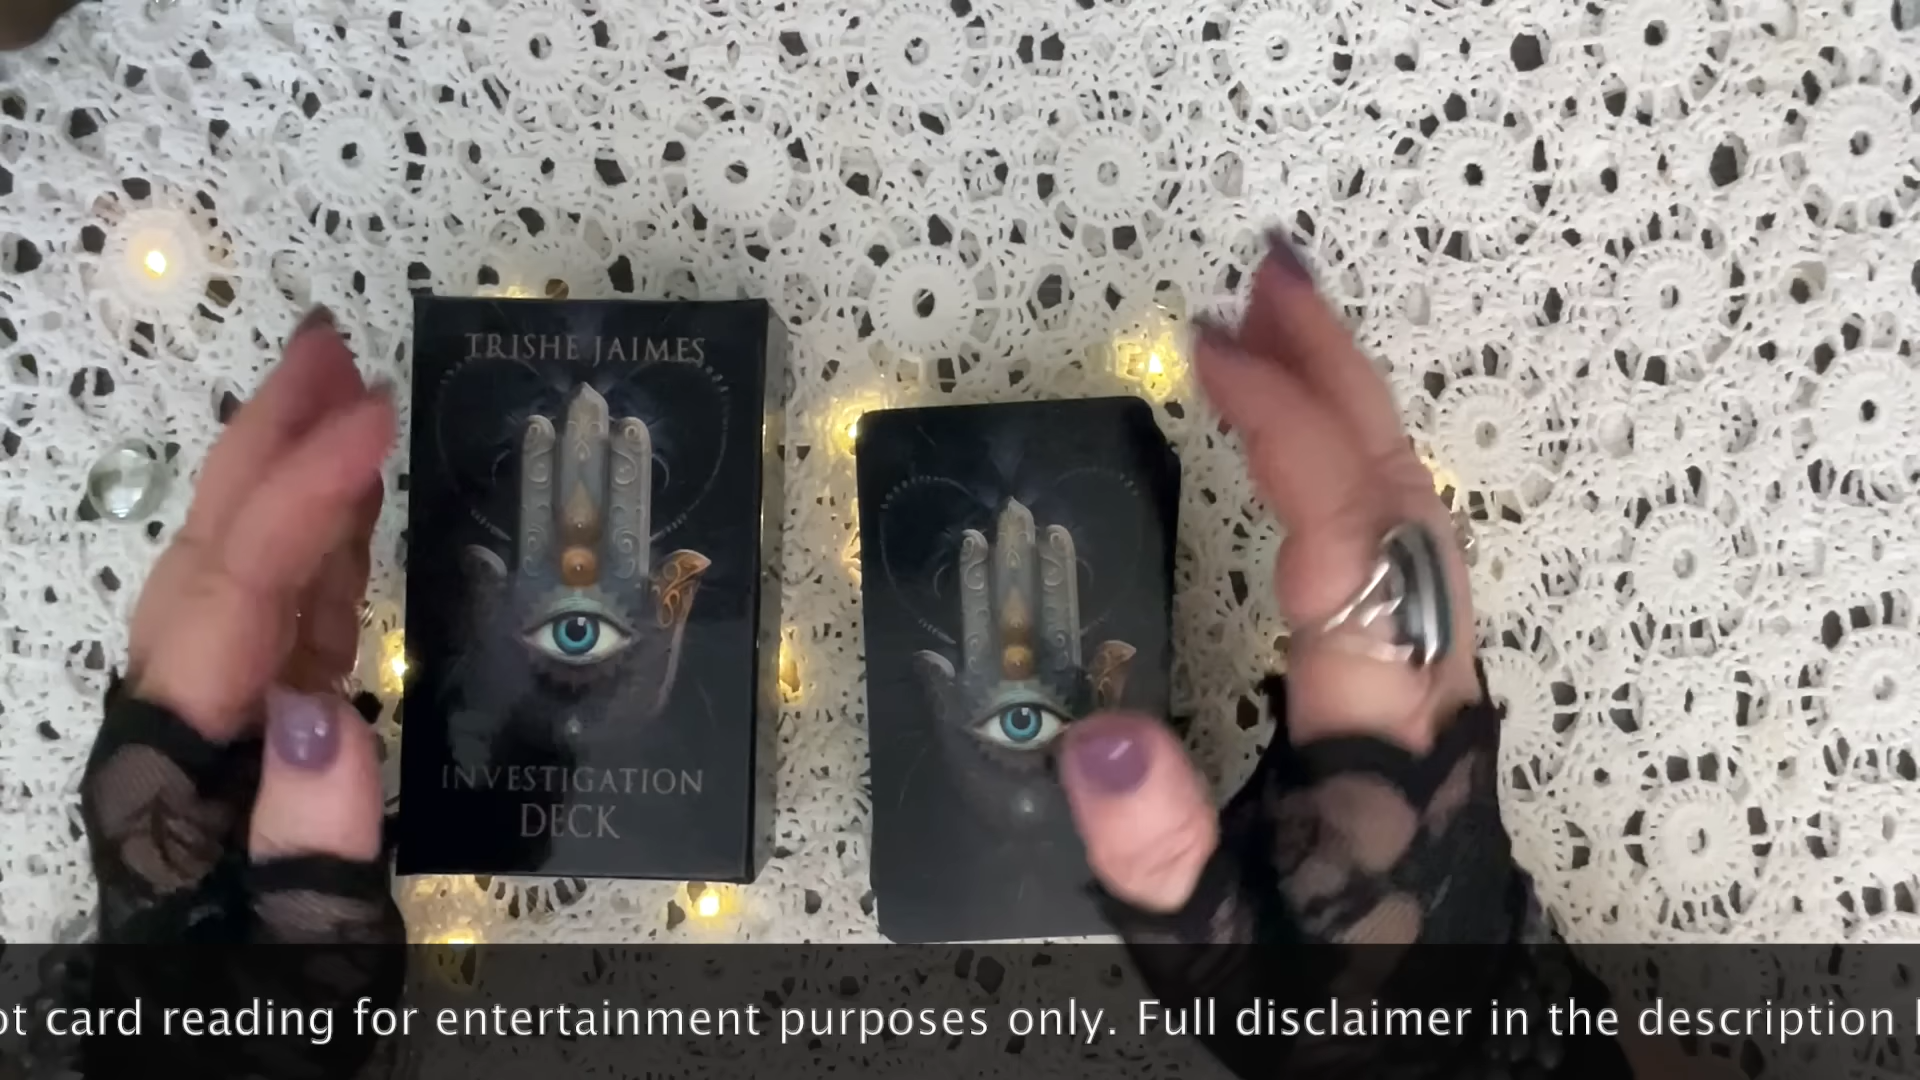 TRISHE JAIMES
INVESTIGATION
DECK
card reading for entertainment purposes only. Full disclaimer in the description